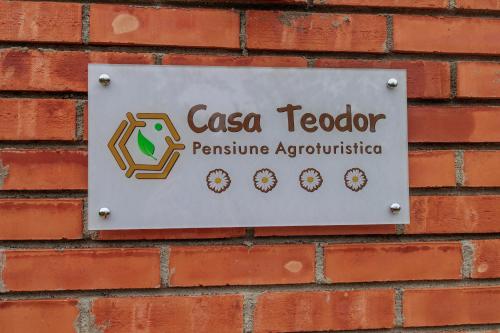 Casa Teodor
Pensiune Agroturistica